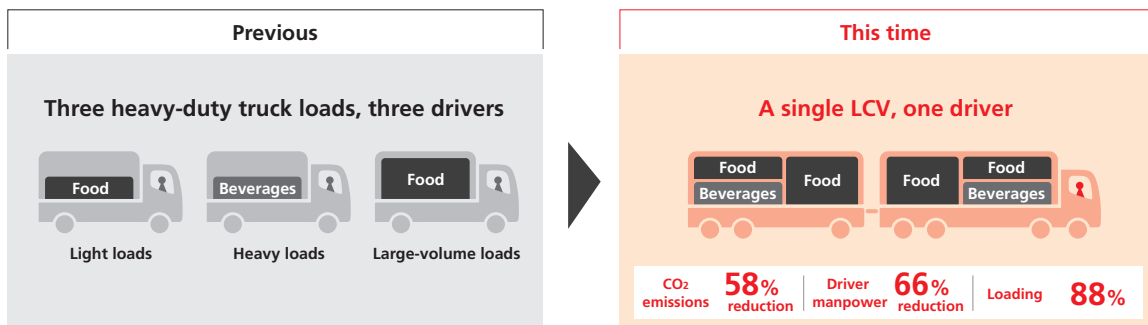 Previous
Three heavy-duty truck loads, three drivers
Food
Beverages
Food
Light loads
Heavy loads
Large-volume loads
This time
A single LCV, one driver
Food
Beverages
Food
Food
Food
Beverages
CO₂
emissions
58%
reduction
Driver
manpower
66%
reduction
Loading
88%